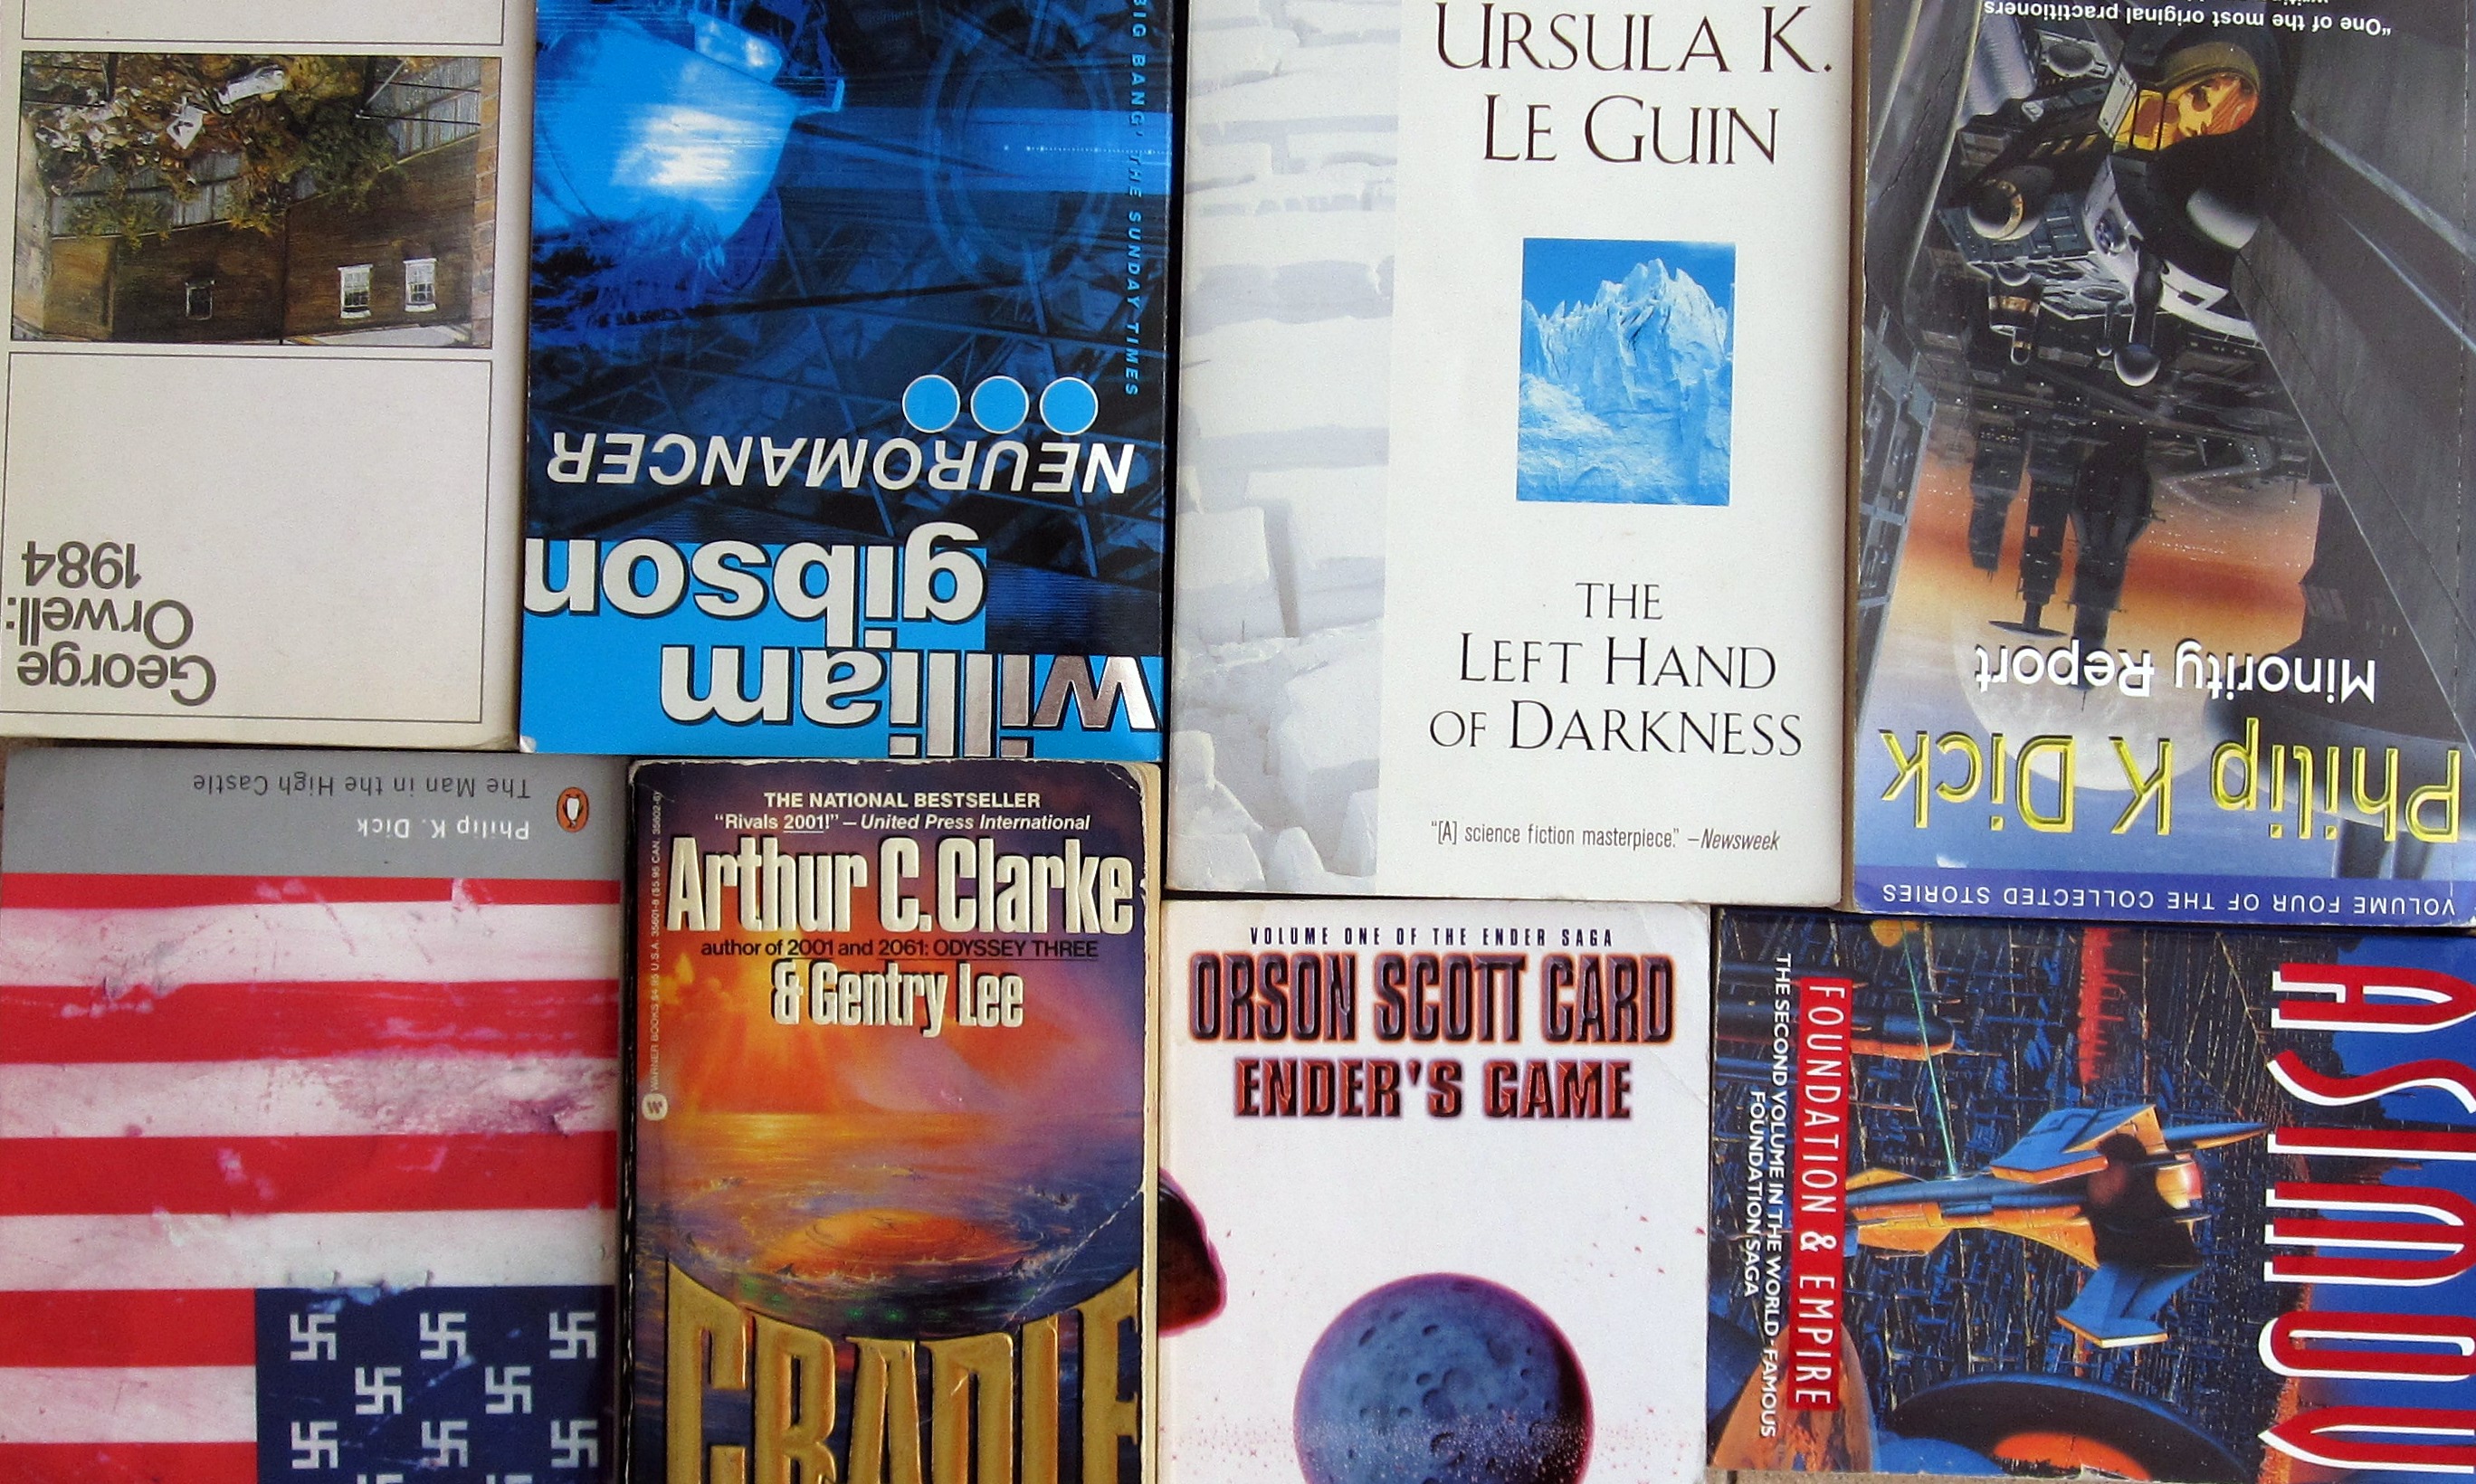 George
Orwell:
1984
BIG BANG' THE SUNDAY TIMES
NEUROMANCER
william
gibson
URSULA K.
LE GUIN
THE
LEFT HAND
OF DARKNESS
"[A] science fiction masterpiece." —Newsweek
VOLUME FOUR OF THE COLLECTED STORIES
Philip K Dick
Minority Report
"One of the most original practitioners
The Man in the High Castle
Philip K. Dick
THE NATIONAL BESTSELLER
"Rivals 2001!" — United Press International
Arthur C. Clarke
author of 2001 and 2061: ODYSSEY THREE
& Gentry Lee
CRADLE
WARNER BOOKS
VOLUME ONE OF THE ENDER SAGA
ORSON SCOTT CARD
ENDER'S GAME
ASIMOV
FOUNDATION & EMPIRE
THE SECOND VOLUME IN THE WORLD-FAMOUS
FOUNDATION SAGA